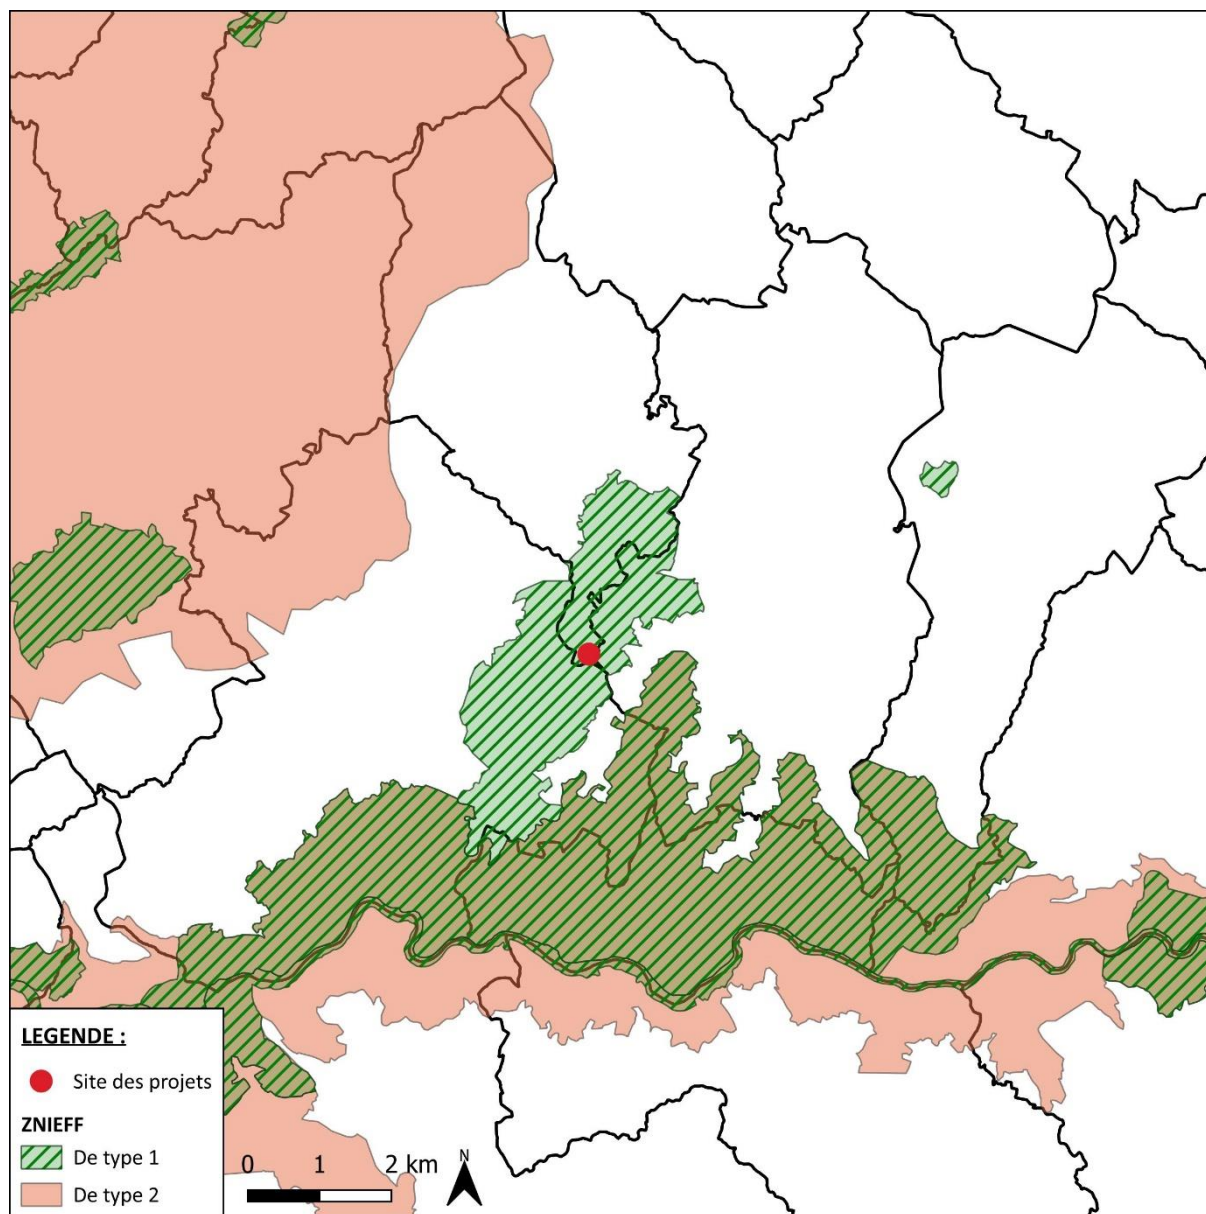 LEGENDE :
Site des projets
ZNIEFF
De type 1
De type 2
0 1 2 km
N